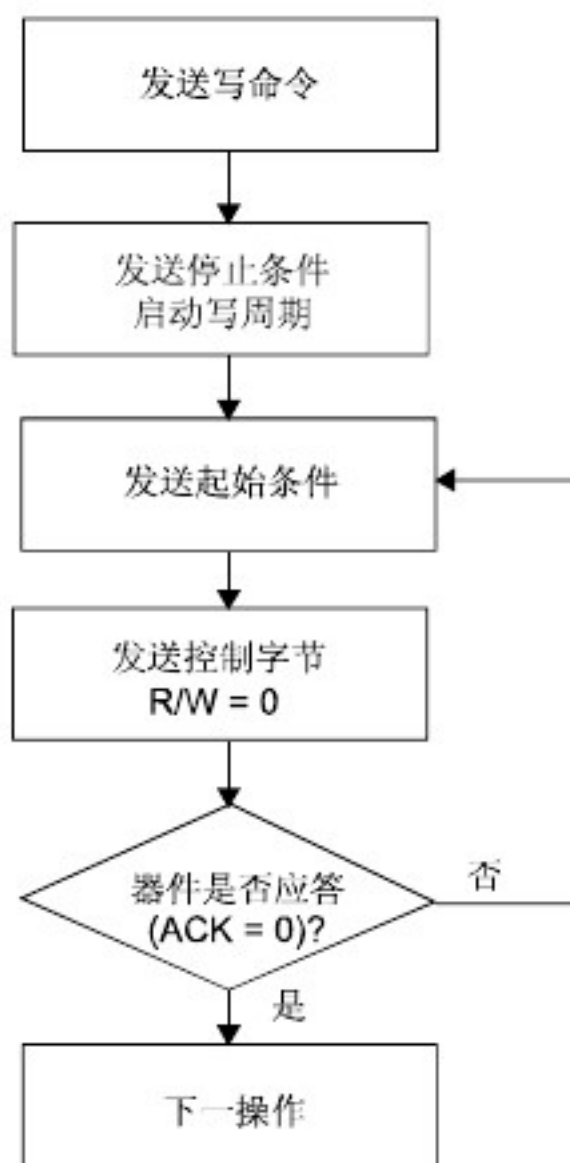 发送写命令
发送停止条件
启动写周期
发送起始条件
发送控制字节
R/W = 0
器件是否应答
(ACK = 0)?
否
是
下一操作